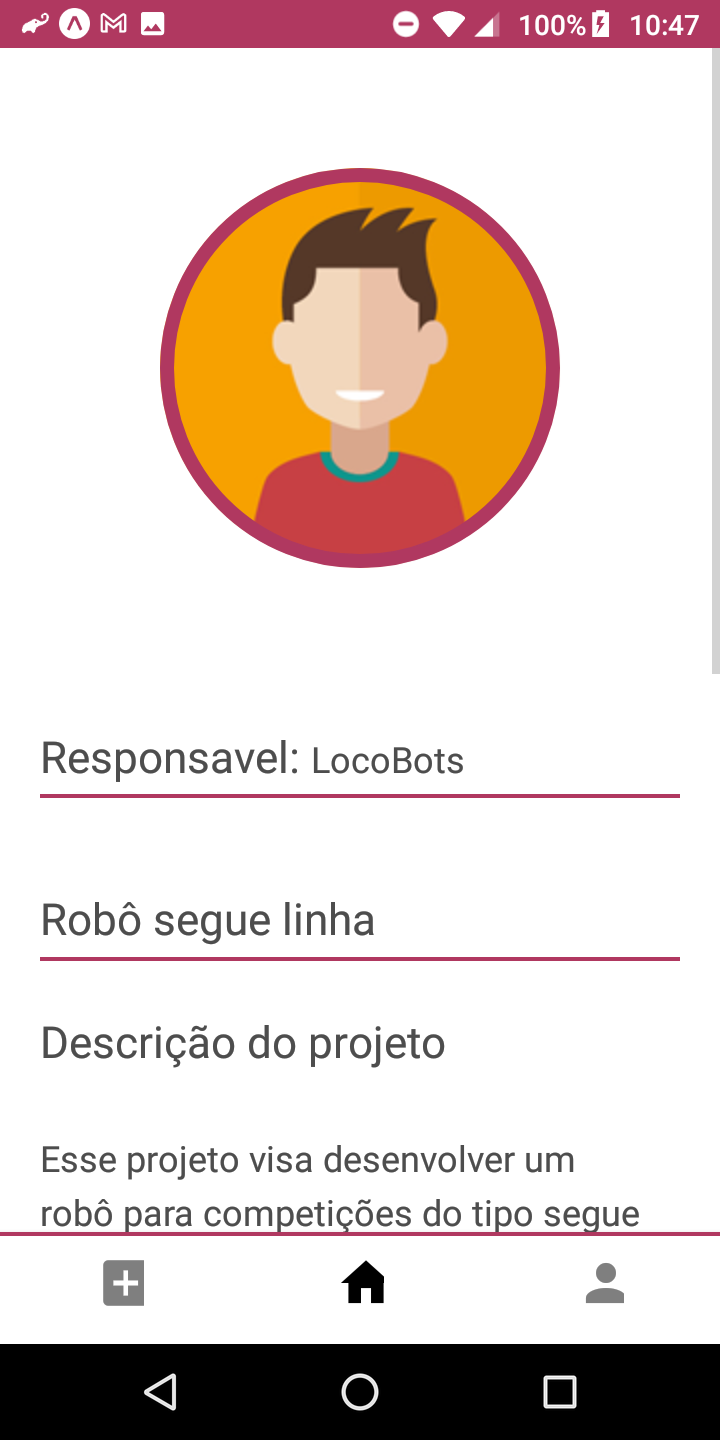 100% 10:47
Responsavel: LocoBots
Robô segue linha
Descrição do projeto
Esse projeto visa desenvolver um
robô para competições do tipo segue